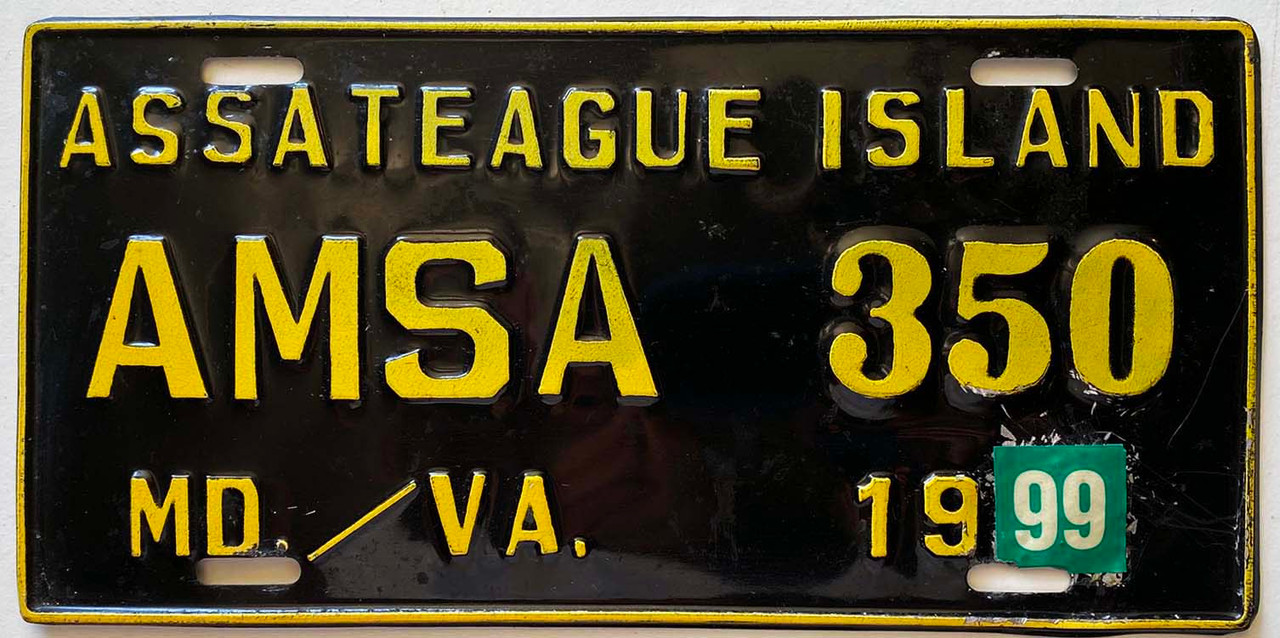 ASSATEAGUE ISLAND
AMSA 350
MD./VA. 1999